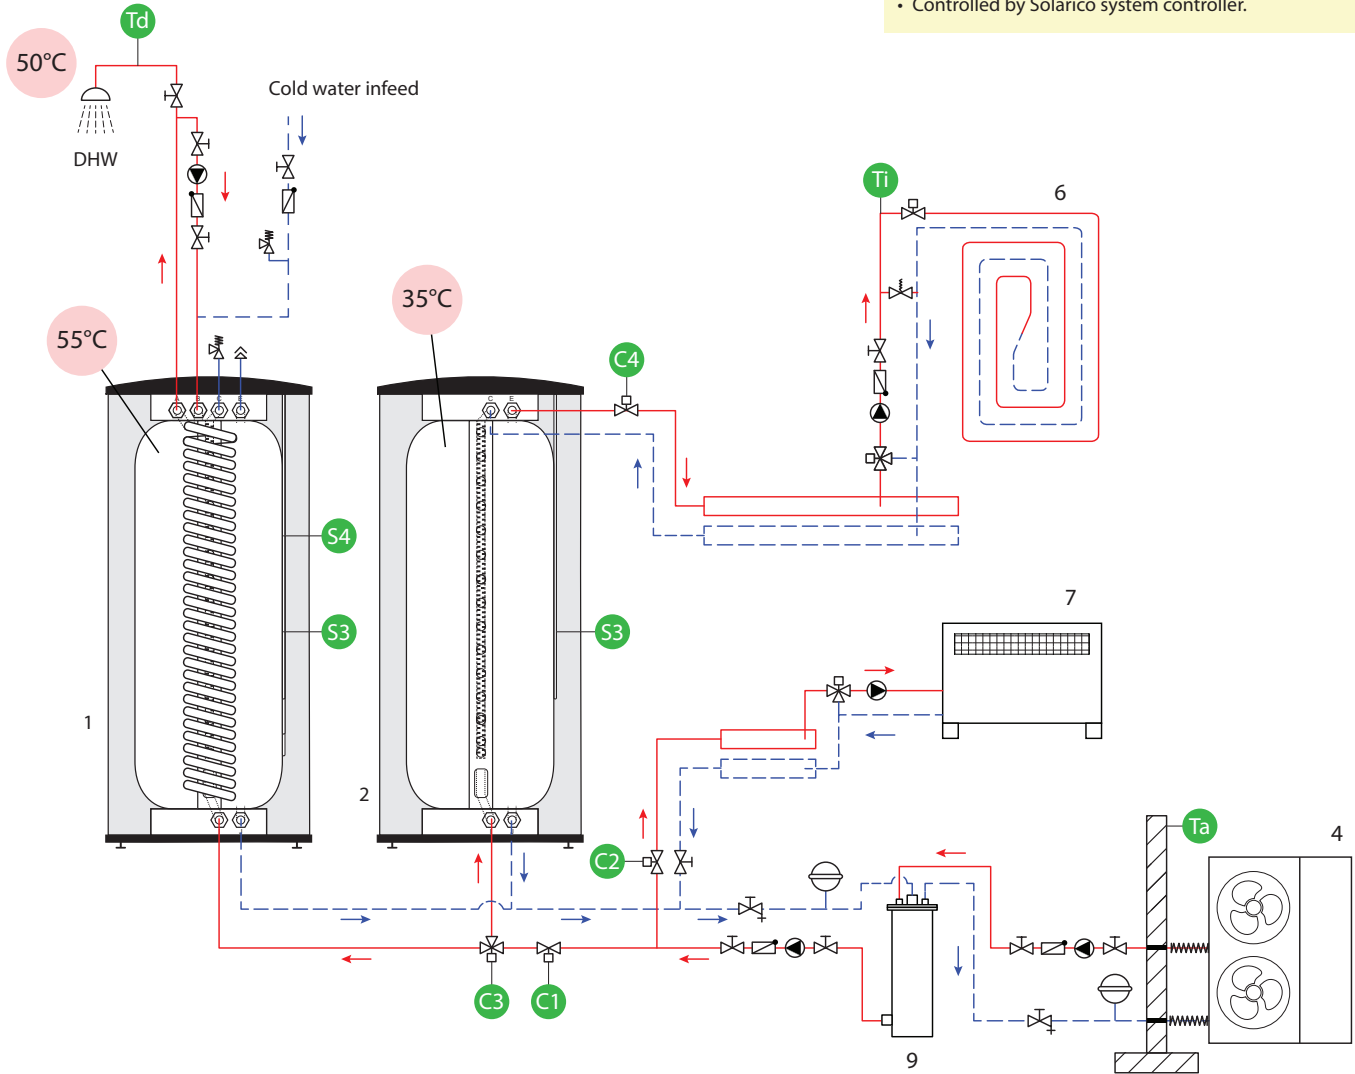 • Controlled by Solarico system controller.
Td
50°C
Cold water infeed
DHW
Ti
6
35°C
55°C
C4
A B C E
C E
S4
S3
S3
7
1
2
C2
Ta
4
C3
C1
9